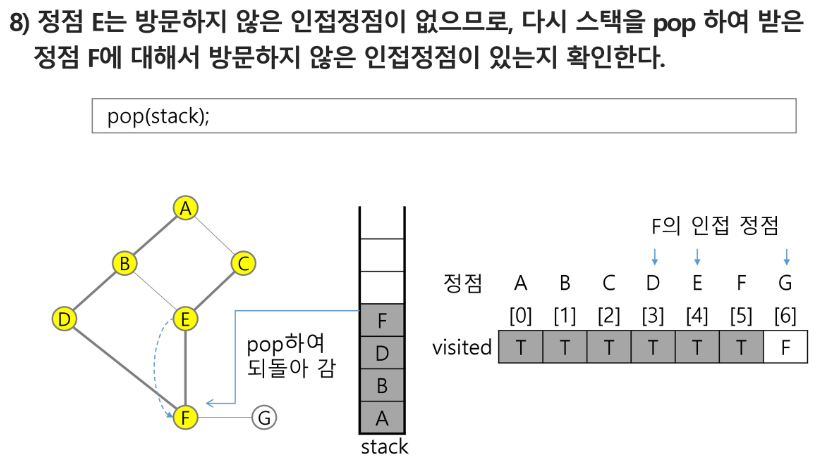 8) 정점 E는 방문하지 않은 인접정점이 없으므로, 다시 스택을 pop 하여 받은
정점 F에 대해서 방문하지 않은 인접정점이 있는지 확인한다.
pop(stack);
A
B
C
D
E
F
G
pop하여
되돌아 감
F
D
B
A
stack
F의 인접 정점
정점 A B C D E F G
[0] [1] [2] [3] [4] [5] [6]
visited T T T T T T F